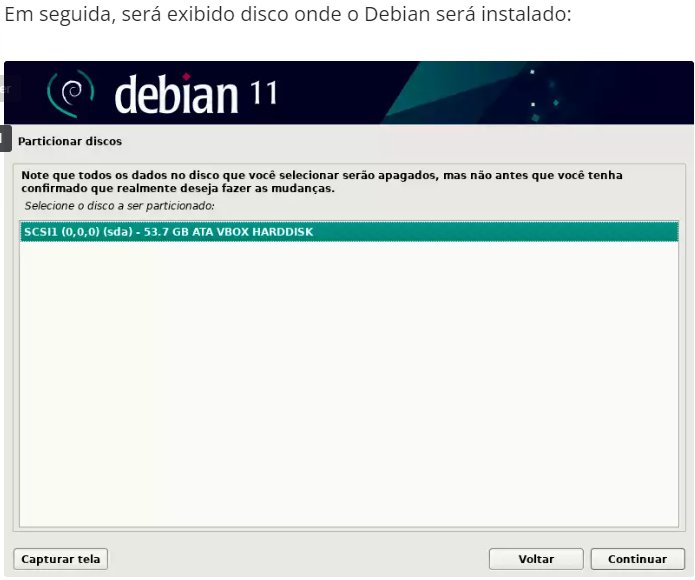 Em seguida, será exibido disco onde o Debian será instalado:
debian 11
er
Particionar discos
Note que todos os dados no disco que você selecionar serão apagados, mas não antes que você tenha
confirmado que realmente deseja fazer as mudanças.
Selecione o disco a ser particionado:
SCSI1 (0,0,0) (sda) - 53.7 GB ATA VBOX HARDDISK
Capturar tela
Voltar
Continuar